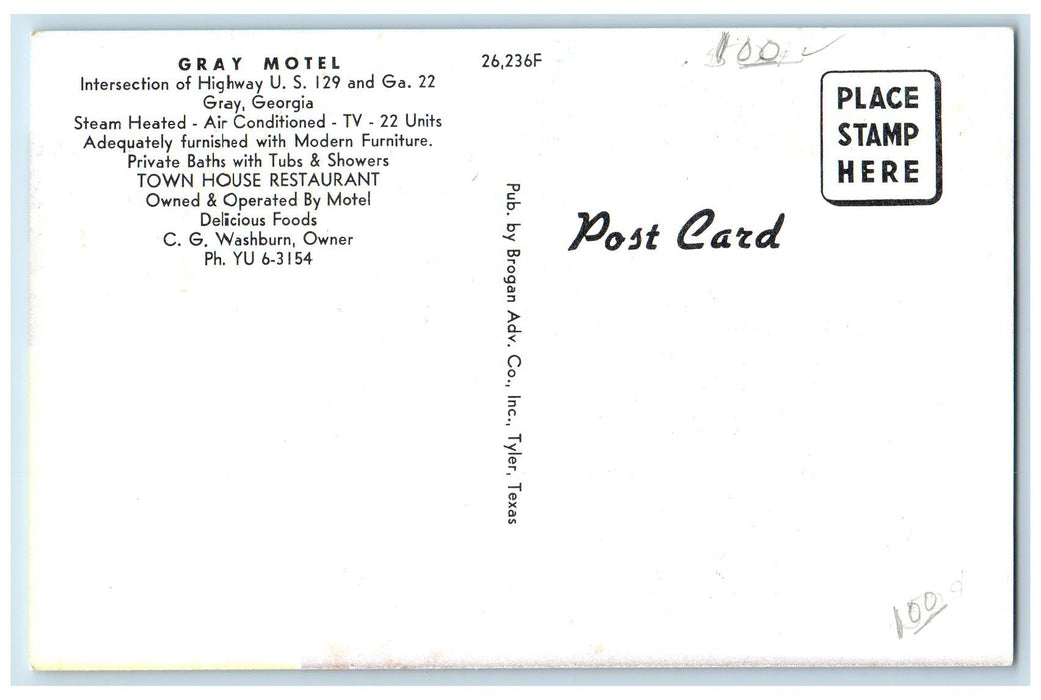 GRAY MOTEL
Intersection of Highway U. S. 129 and Ga. 22
Gray, Georgia
Steam Heated - Air Conditioned - TV - 22 Units
Adequately furnished with Modern Furniture.
Private Baths with Tubs & Showers
TOWN HOUSE RESTAURANT
Owned & Operated By Motel
Delicious Foods
C. G. Washburn, Owner
Ph. YU 6-3154
26,236F
Pub. by Brogan Adv. Co., Inc., Tyler, Texas
100
PLACE
STAMP
HERE
Post Card
100